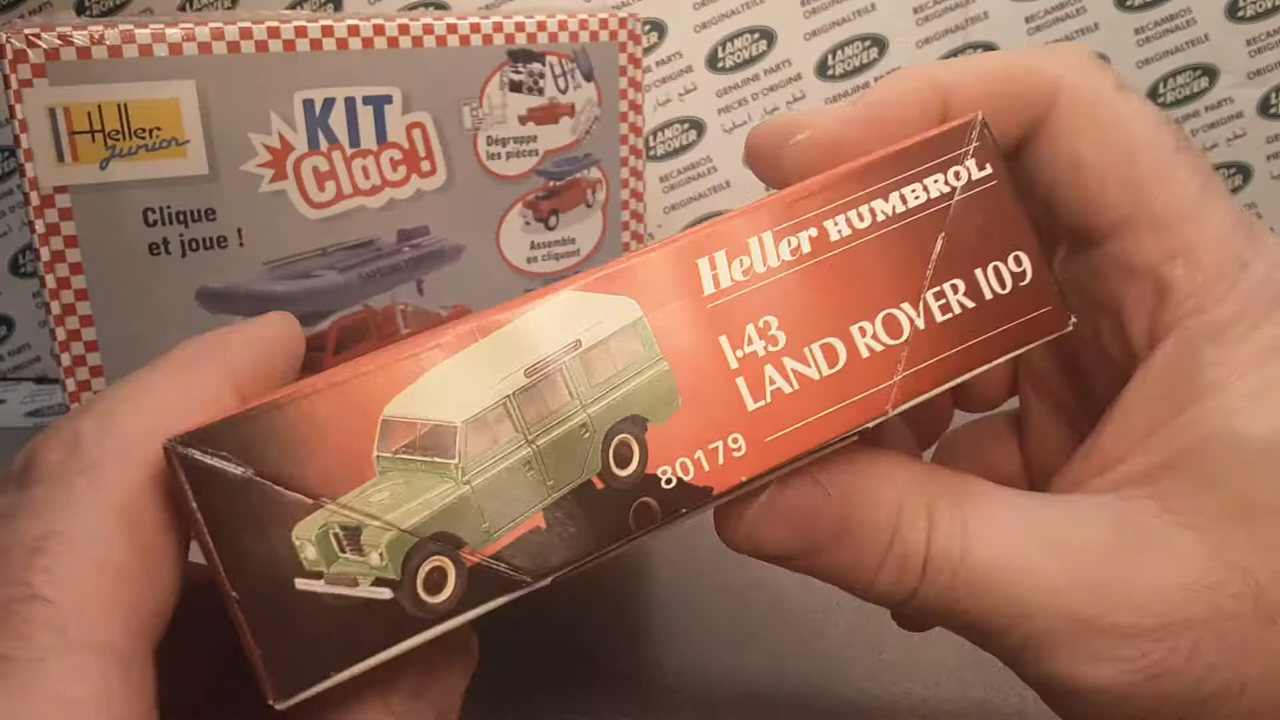 Heller
Junior
KIT
Clac!
Clique
et joue !
Dégrappe
les pièces
Assemble
en cliquant
Heller HUMBROL
1·43
LAND ROVER 109
80179
LAND
ROVER
GENUINE PARTS
PIECES D'ORIGINE
RECAMBIOS
ORIGINALES
ORIGINALTEILE